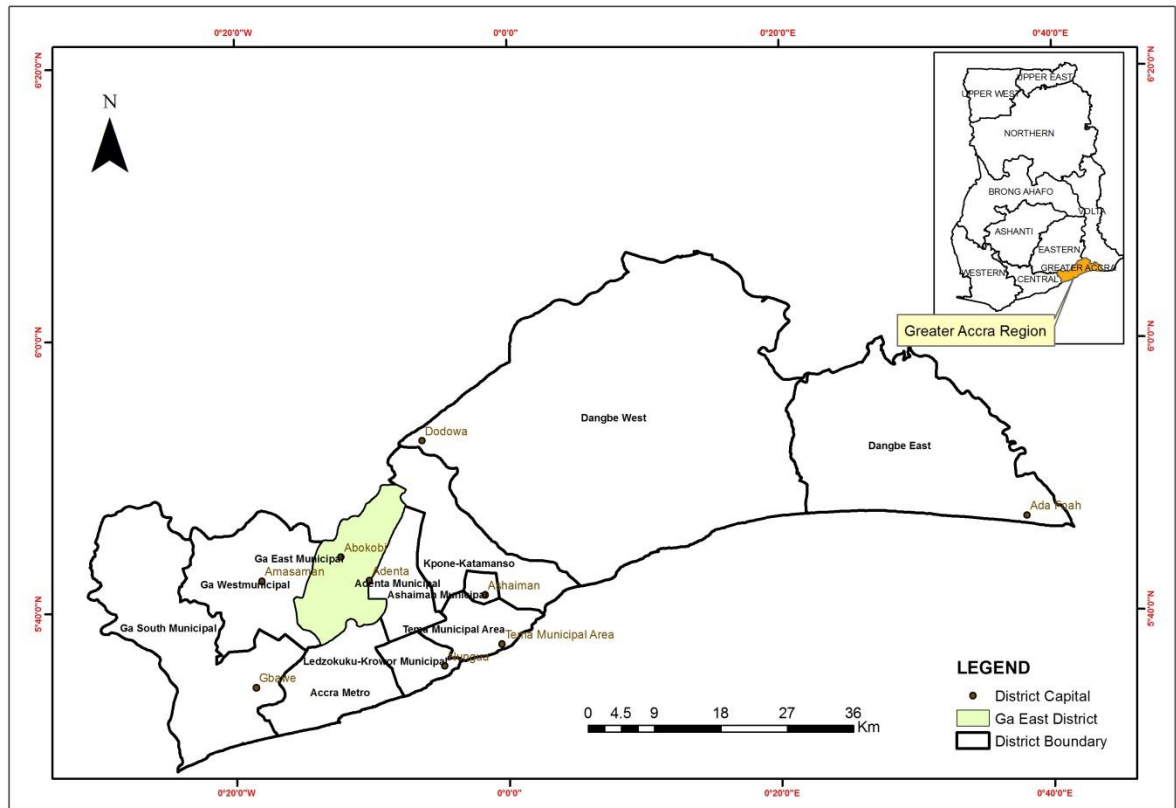 0°20'0"W
0°0'0"
0°20'0"E
0°40'0"E
6°20'0"N
6°20'0"N
N
UPPER EAST
UPPER WEST
NORTHERN
BRONG AHAFO
VOLTA
ASHANTI
EASTERN
WESTERN
GREATER ACCRA
CENTRAL
Greater Accra Region
6°0'0"N
6°0'0"N
Dangbe West
Dodowa
Dangbe East
Ada Foah
Abokobi
Ga East Municipal
Kpone-Katamanso
Amasaman
Adenta
Ga Westmunicipal
Adenta Municipal
Ashaiman
Ashaiman Municipal
5°40'0"N
5°40'0"N
Ga South Municipal
Tema Municipal Area
Tema Municipal Area
Ledzokuku-Krowor Municipal
Nungua
Gbawe
Accra Metro
LEGEND
District Capital
Ga East District
District Boundary
0 4.5 9 18 27 36
Km
0°20'0"W
0°0'0"
0°20'0"E
0°40'0"E